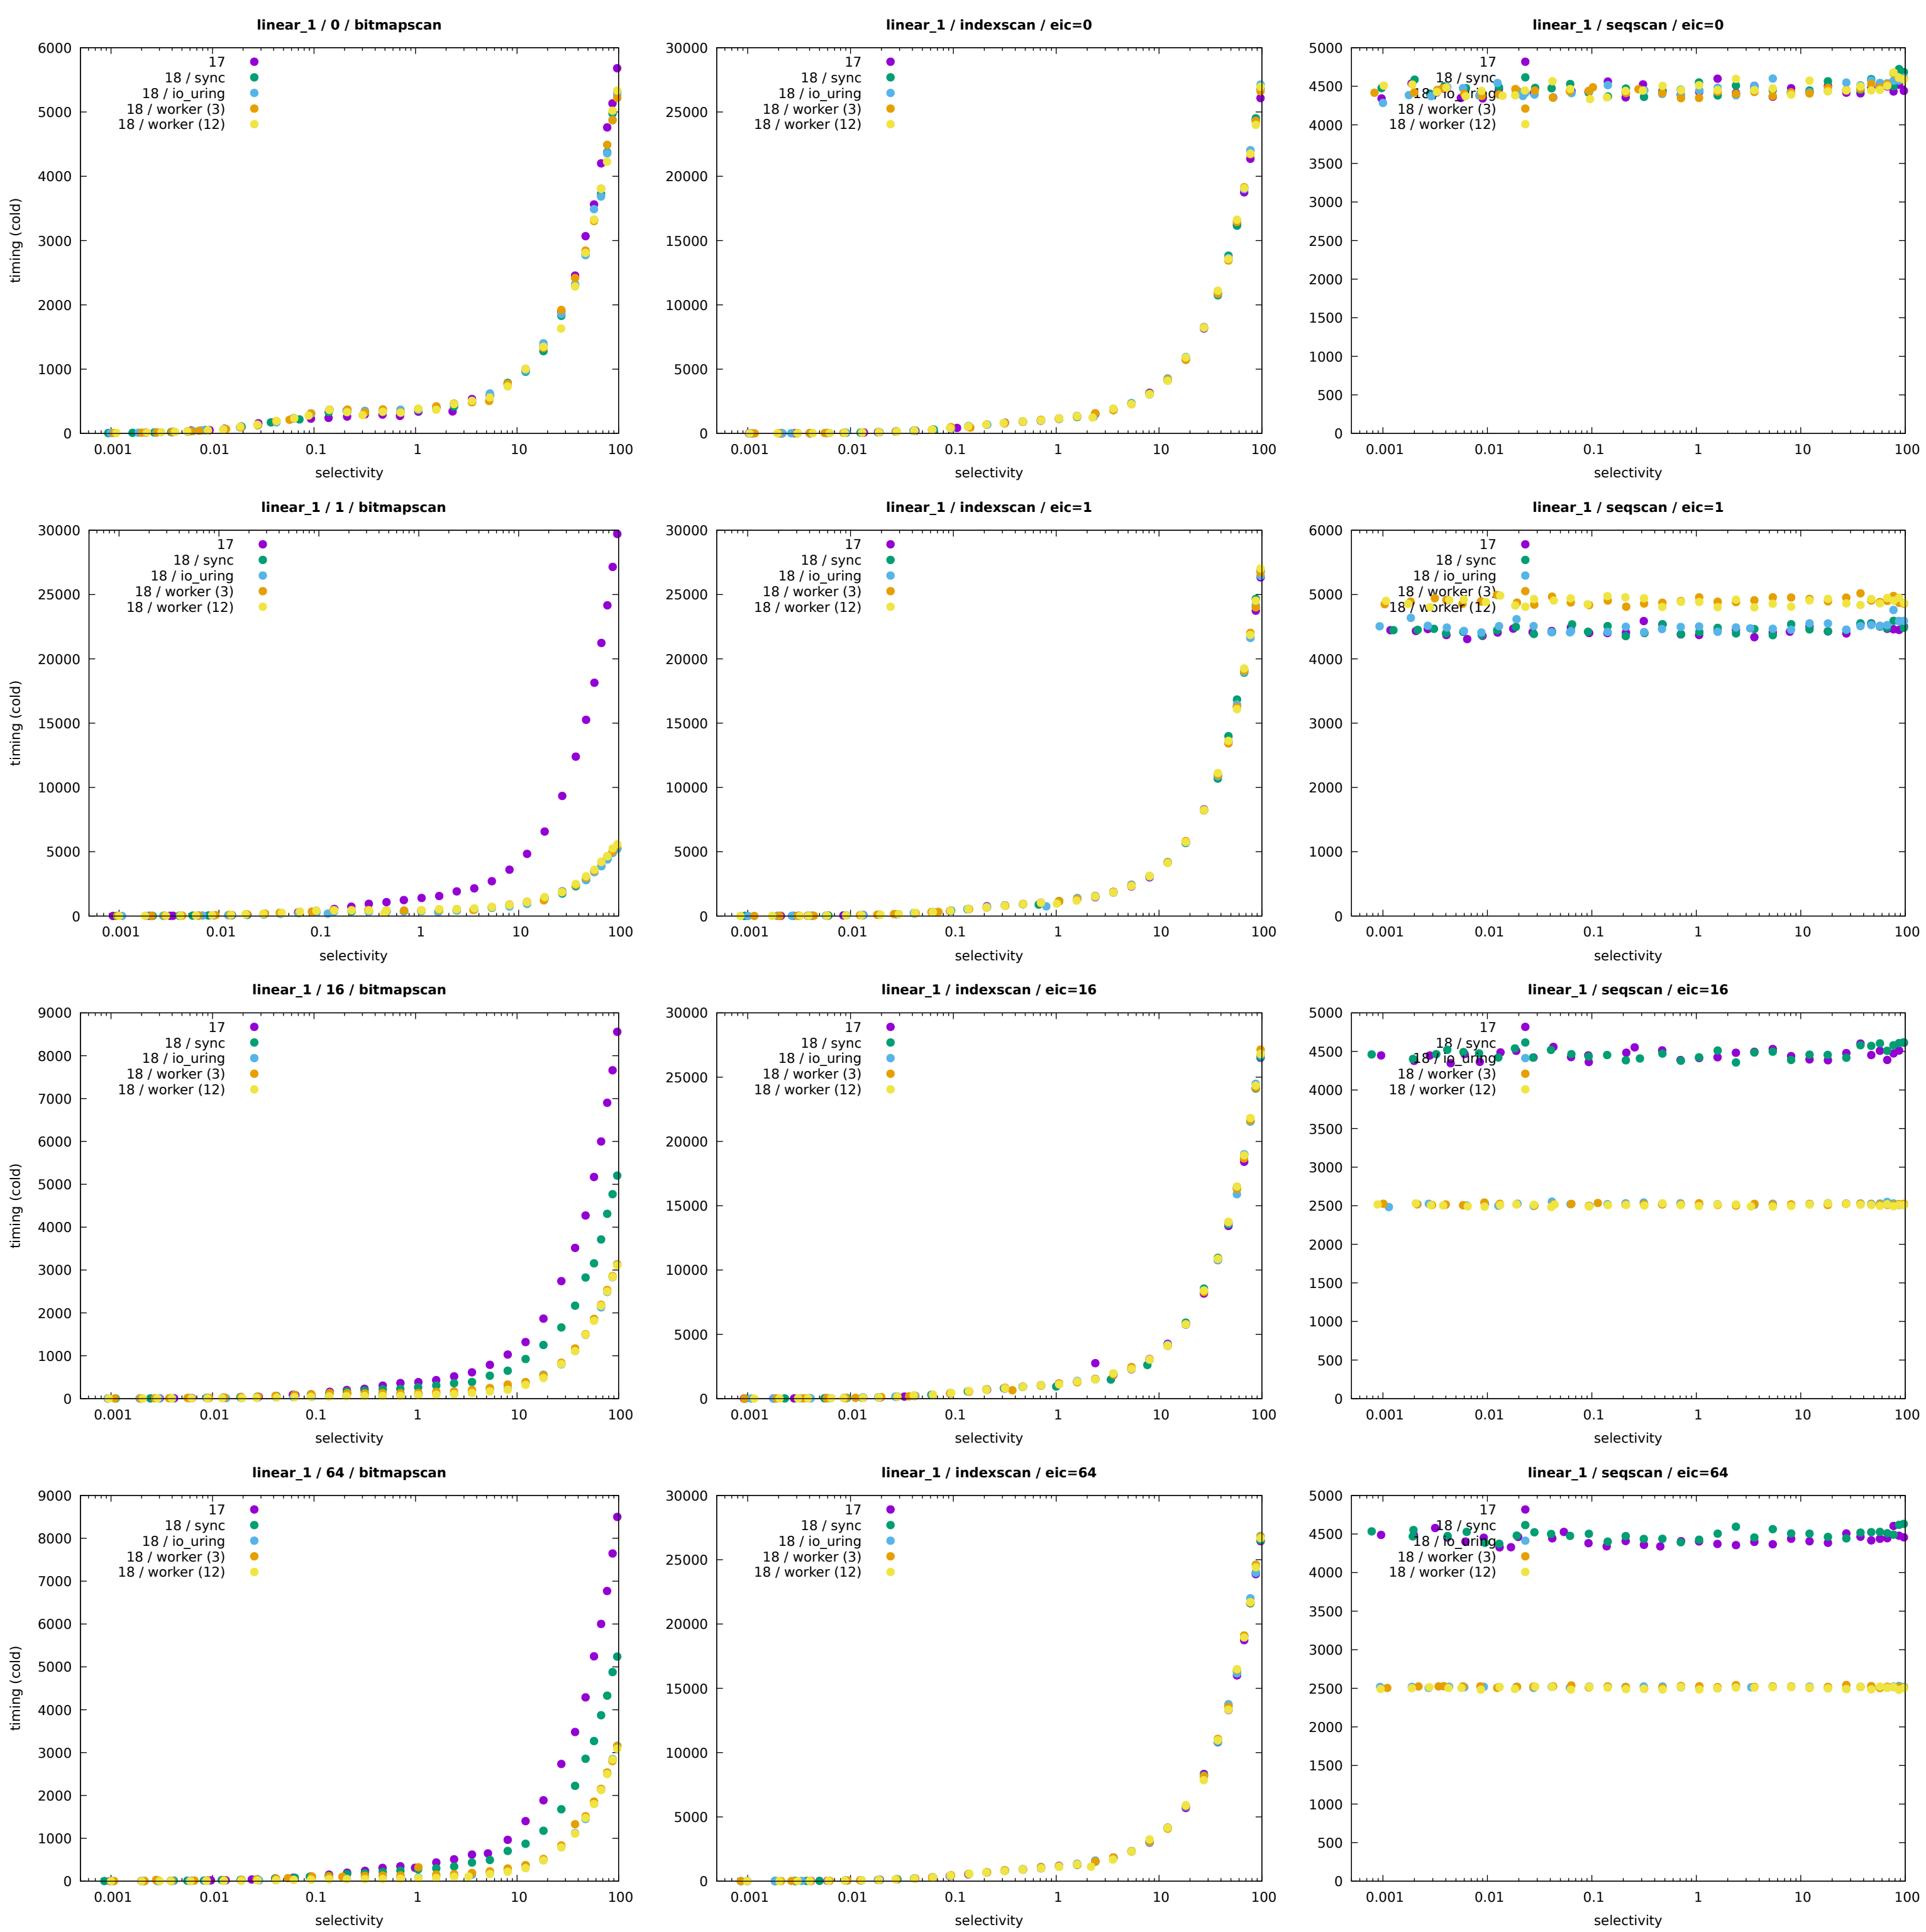 linear_1 / 0 / bitmapscan
timing (cold)
6000
5000
4000
3000
2000
1000
0
17
18 / sync
18 / io_uring
18 / worker (3)
18 / worker (12)
0.001 0.01 0.1 1 10 100
selectivity
linear_1 / indexscan / eic=0
30000
25000
20000
15000
10000
5000
0
17
18 / sync
18 / io_uring
18 / worker (3)
18 / worker (12)
0.001 0.01 0.1 1 10 100
selectivity
linear_1 / seqscan / eic=0
5000
4500
4000
3500
3000
2500
2000
1500
1000
500
0
17
18 / sync
18 / io_uring
18 / worker (3)
18 / worker (12)
0.001 0.01 0.1 1 10 100
selectivity
linear_1 / 1 / bitmapscan
timing (cold)
30000
25000
20000
15000
10000
5000
0
17
18 / sync
18 / io_uring
18 / worker (3)
18 / worker (12)
0.001 0.01 0.1 1 10 100
selectivity
linear_1 / indexscan / eic=1
30000
25000
20000
15000
10000
5000
0
17
18 / sync
18 / io_uring
18 / worker (3)
18 / worker (12)
0.001 0.01 0.1 1 10 100
selectivity
linear_1 / seqscan / eic=1
6000
5000
4000
3000
2000
1000
0
17
18 / sync
18 / io_uring
18 / worker (3)
18 / worker (12)
0.001 0.01 0.1 1 10 100
selectivity
linear_1 / 16 / bitmapscan
timing (cold)
9000
8000
7000
6000
5000
4000
3000
2000
1000
0
17
18 / sync
18 / io_uring
18 / worker (3)
18 / worker (12)
0.001 0.01 0.1 1 10 100
selectivity
linear_1 / indexscan / eic=16
30000
25000
20000
15000
10000
5000
0
17
18 / sync
18 / io_uring
18 / worker (3)
18 / worker (12)
0.001 0.01 0.1 1 10 100
selectivity
linear_1 / seqscan / eic=16
5000
4500
4000
3500
3000
2500
2000
1500
1000
500
0
17
18 / sync
18 / io_uring
18 / worker (3)
18 / worker (12)
0.001 0.01 0.1 1 10 100
selectivity
linear_1 / 64 / bitmapscan
timing (cold)
9000
8000
7000
6000
5000
4000
3000
2000
1000
0
17
18 / sync
18 / io_uring
18 / worker (3)
18 / worker (12)
0.001 0.01 0.1 1 10 100
selectivity
linear_1 / indexscan / eic=64
30000
25000
20000
15000
10000
5000
0
17
18 / sync
18 / io_uring
18 / worker (3)
18 / worker (12)
0.001 0.01 0.1 1 10 100
selectivity
linear_1 / seqscan / eic=64
5000
4500
4000
3500
3000
2500
2000
1500
1000
500
0
17
18 / sync
18 / io_uring
18 / worker (3)
18 / worker (12)
0.001 0.01 0.1 1 10 100
selectivity